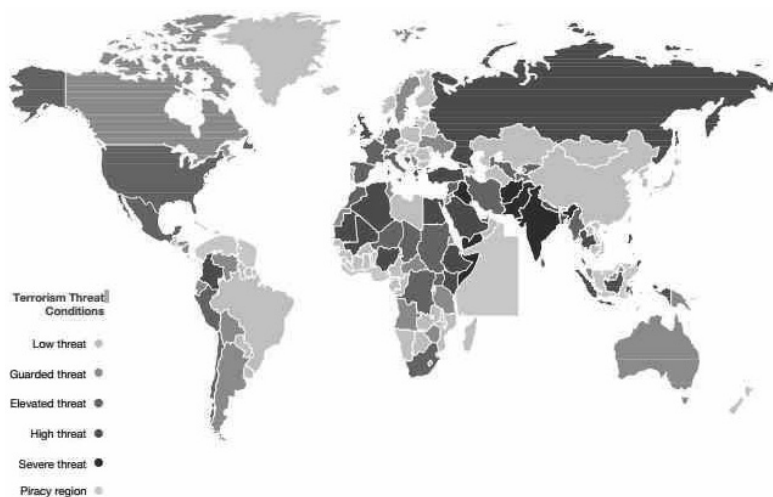 Terrorism Threat
Conditions
Low threat
Guarded threat
Elevated threat
High threat
Severe threat
Piracy region